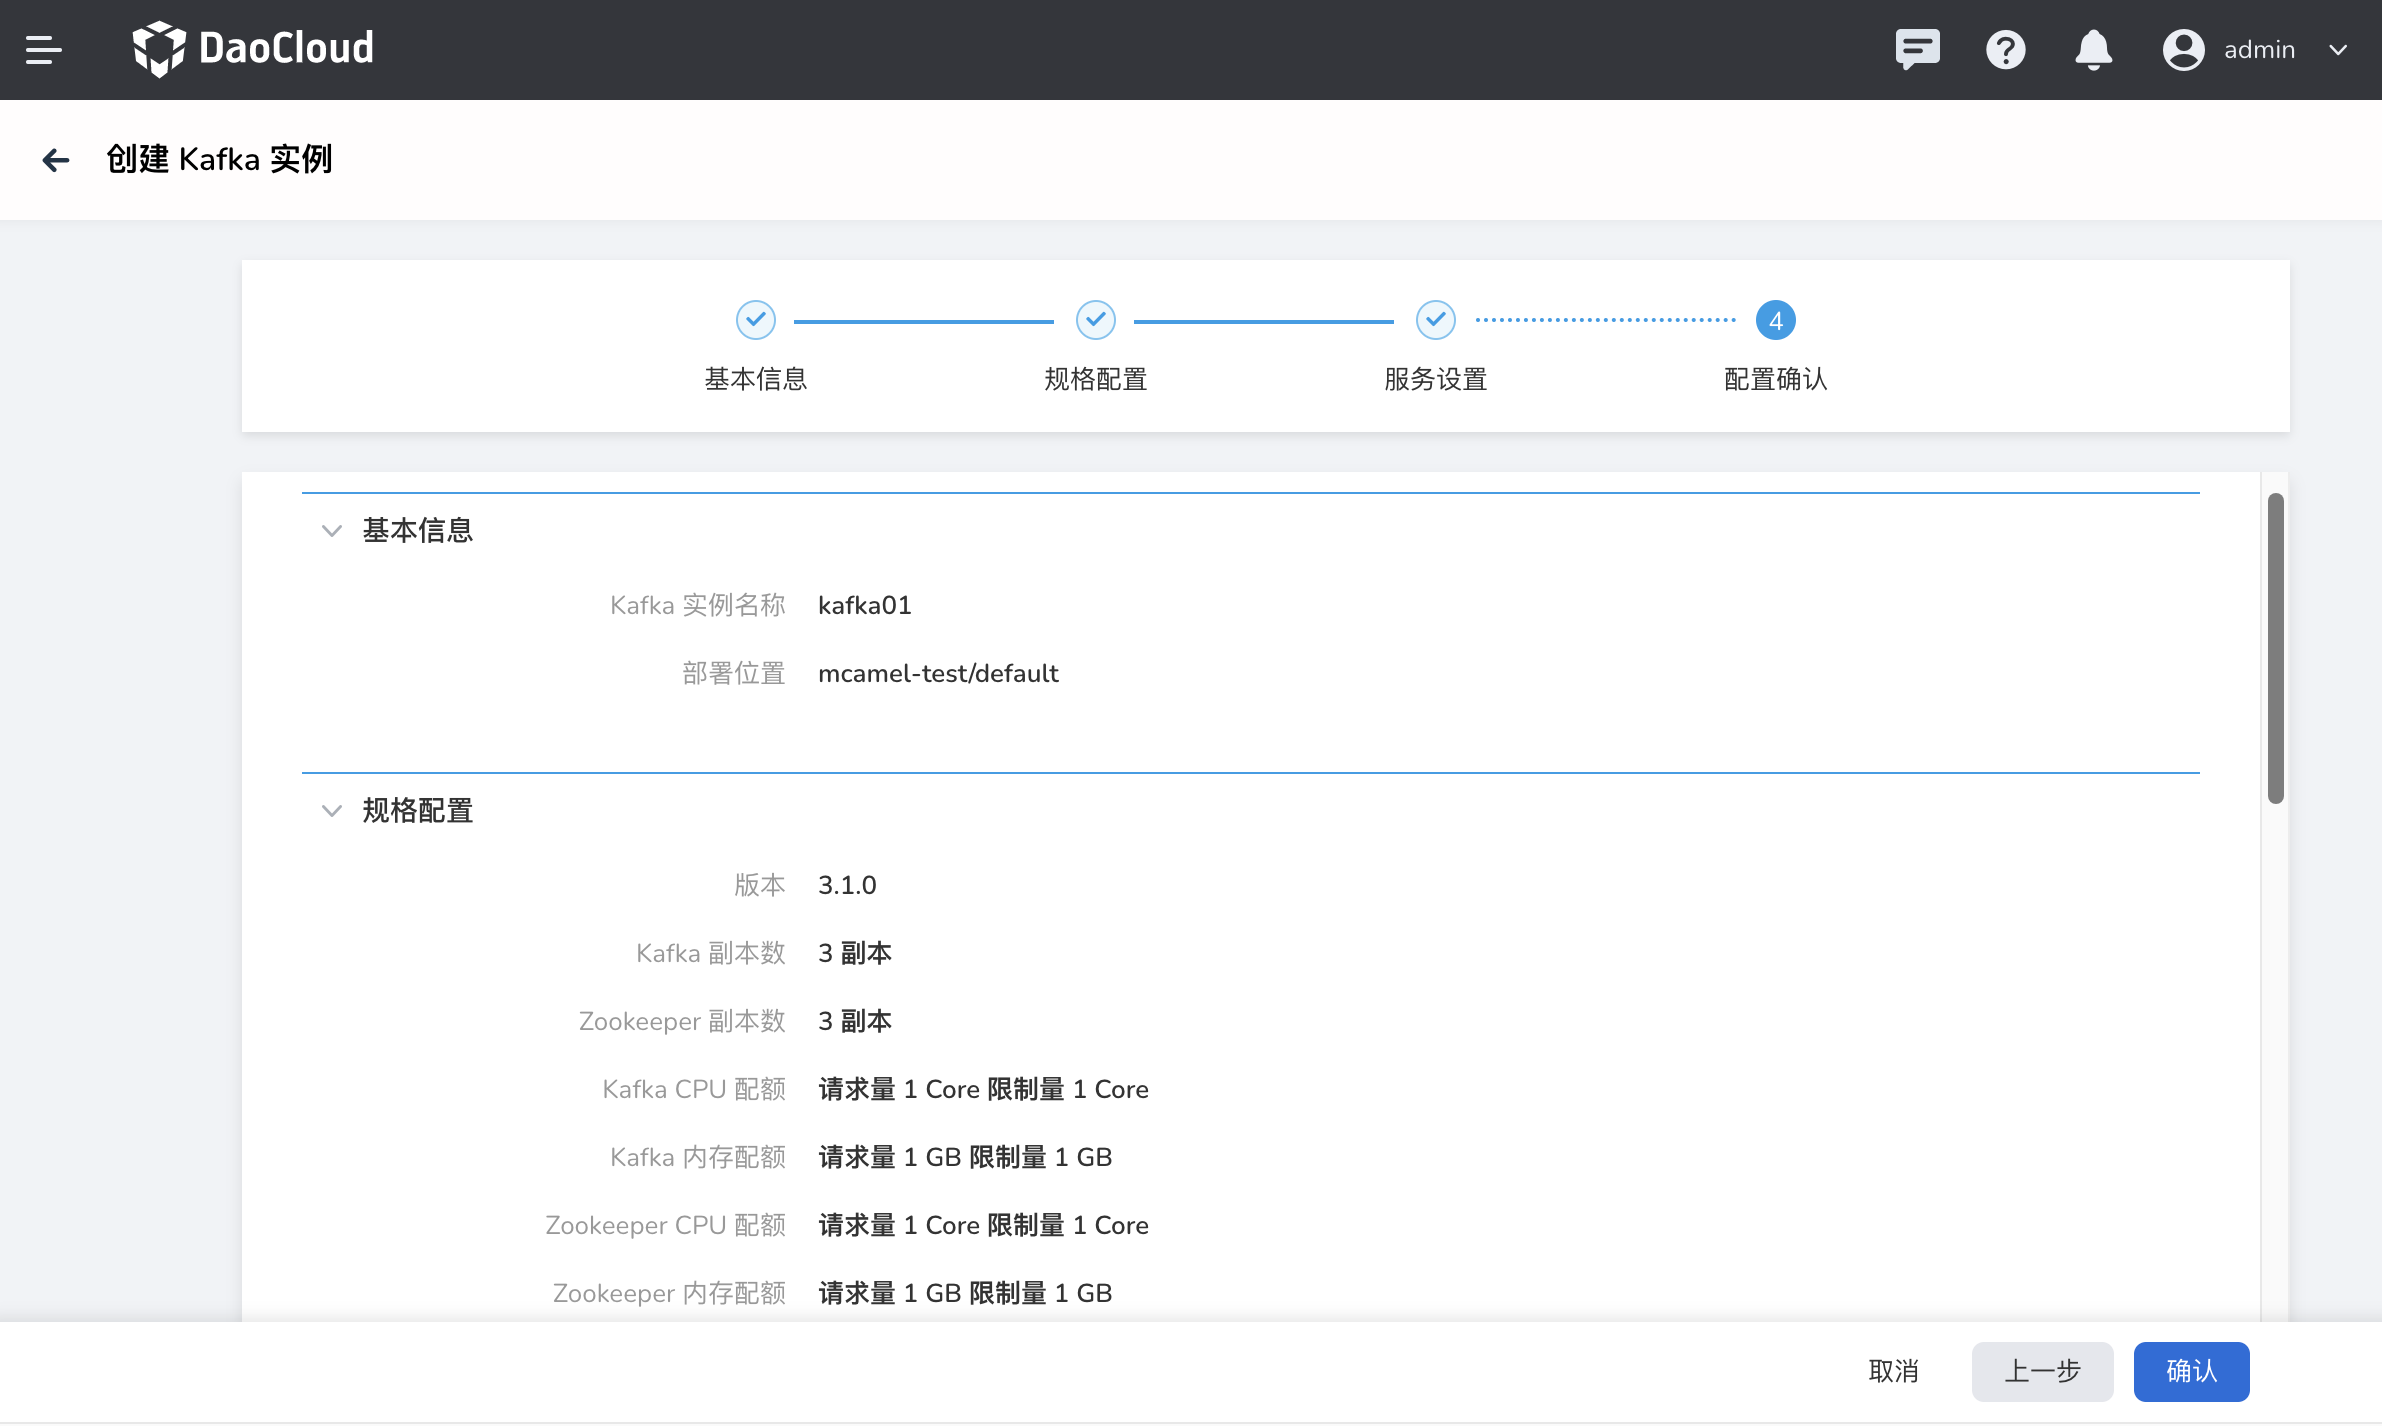 DaoCloud
admin
创建 Kafka 实例
4
基本信息
规格配置
服务设置
配置确认
基本信息
Kafka 实例名称 kafka01
部署位置 mcamel-test/default
规格配置
版本 3.1.0
Kafka 副本数 3 副本
Zookeeper 副本数 3 副本
Kafka CPU 配额 请求量 1 Core 限制量 1 Core
Kafka 内存配额 请求量 1 GB 限制量 1 GB
Zookeeper CPU 配额 请求量 1 Core 限制量 1 Core
Zookeeper 内存配额 请求量 1 GB 限制量 1 GB
取消
上一步
确认